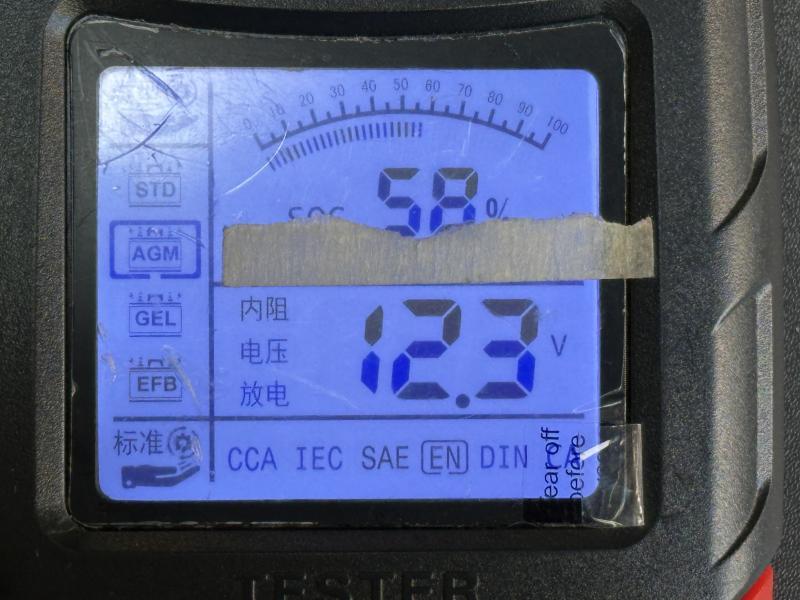 0 10 20 30 40 50 60 70 80 90 100
SOC 58 %
STD
AGM
GEL
EFB
内阻
电压
放电
12.3 V
标准
CCA IEC SAE EN DIN
Tear off
before
TESTER